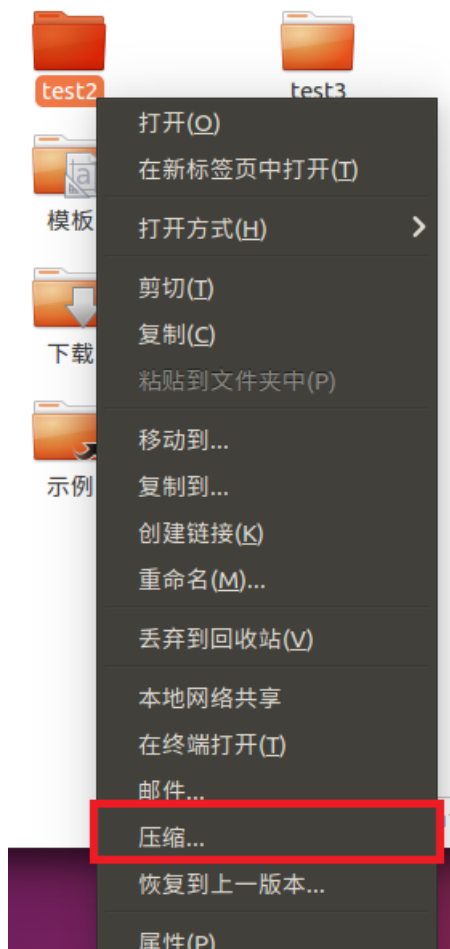 test2
test3
模板
下载
示例
打开(O)
在新标签页中打开(T)
打开方式(H)
剪切(T)
复制(C)
粘贴到文件夹中(P)
移动到...
复制到...
创建链接(K)
重命名(M)...
丢弃到回收站(V)
本地网络共享
在终端打开(T)
邮件...
压缩...
恢复到上一版本...
属性(P)